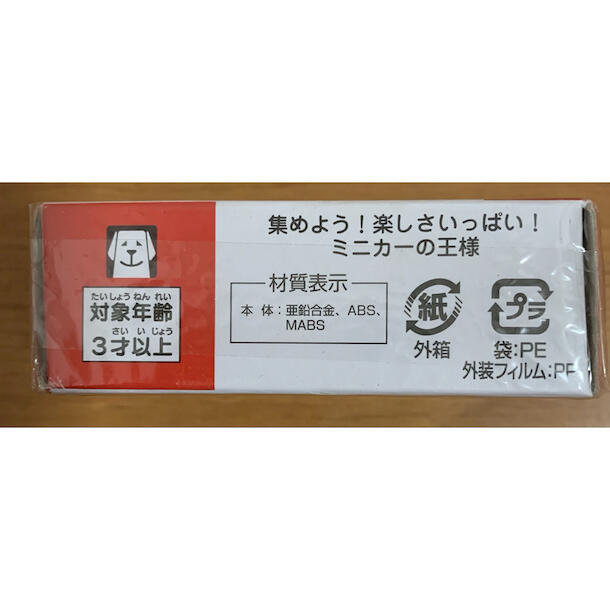 集めよう！楽しさいっぱい！
ミニカーの王様
たいしょう ねん れい
対象年齢
さい い じょう
3才以上
材質表示
本 体：亜鉛合金、ABS、
MABS
紙
外箱
プラ
袋：PE
外装フィルム：PP